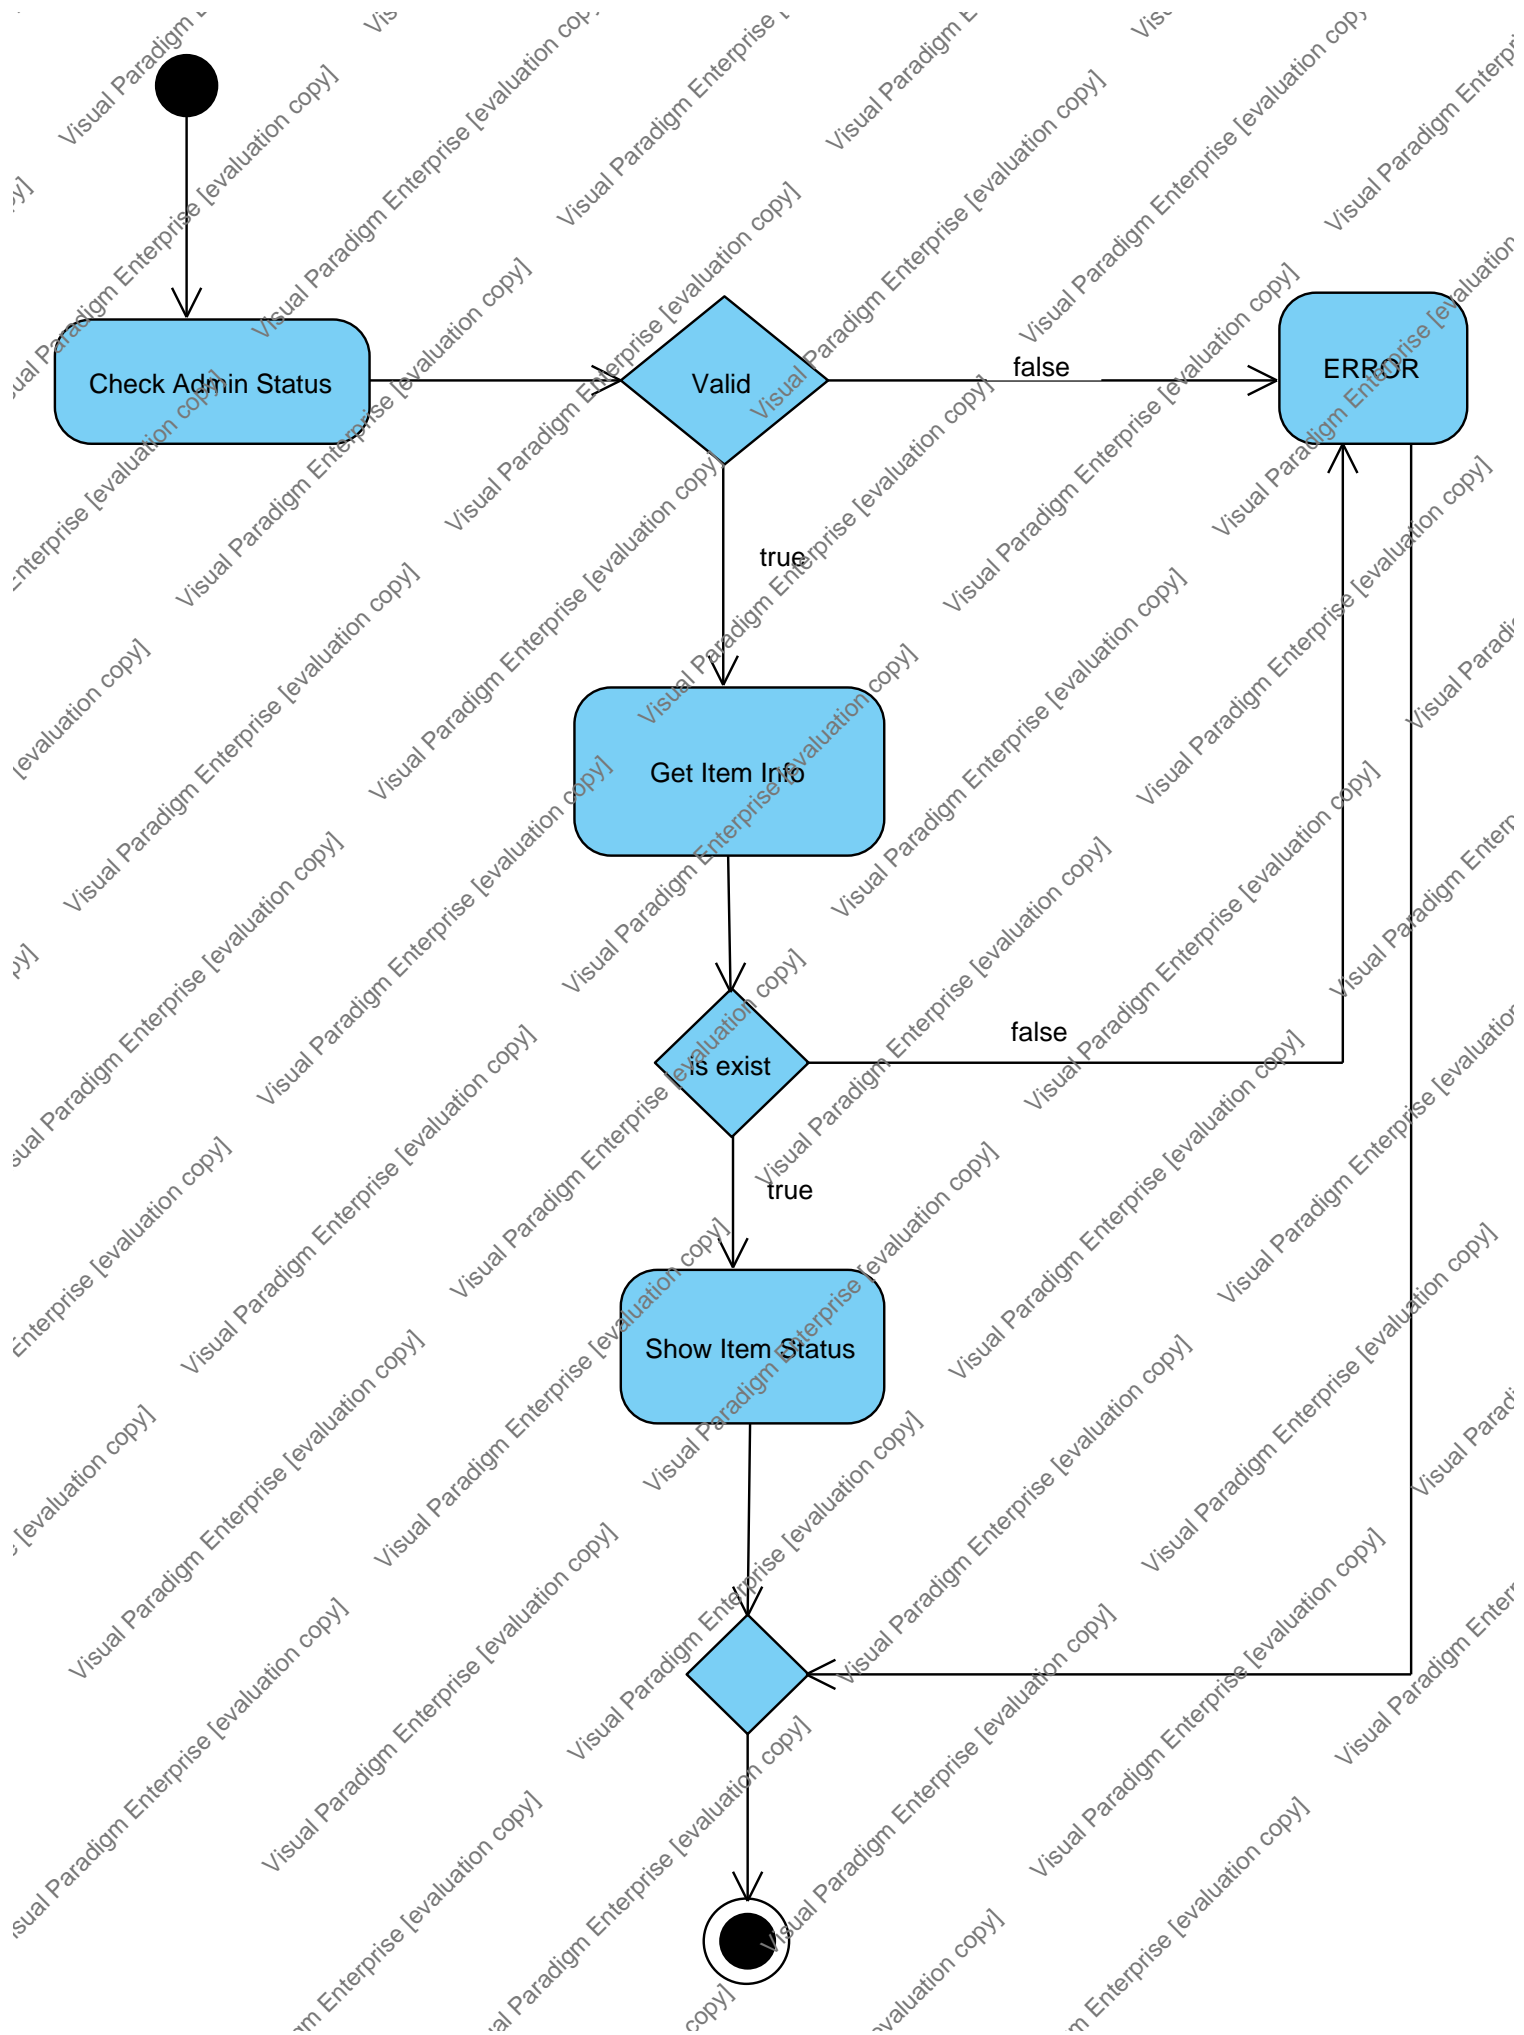 Check Admin Status
Valid
false
ERROR
true
Get Item Info
is exist
false
true
Show Item Status
Visual Paradigm Enterprise [evaluation copy]